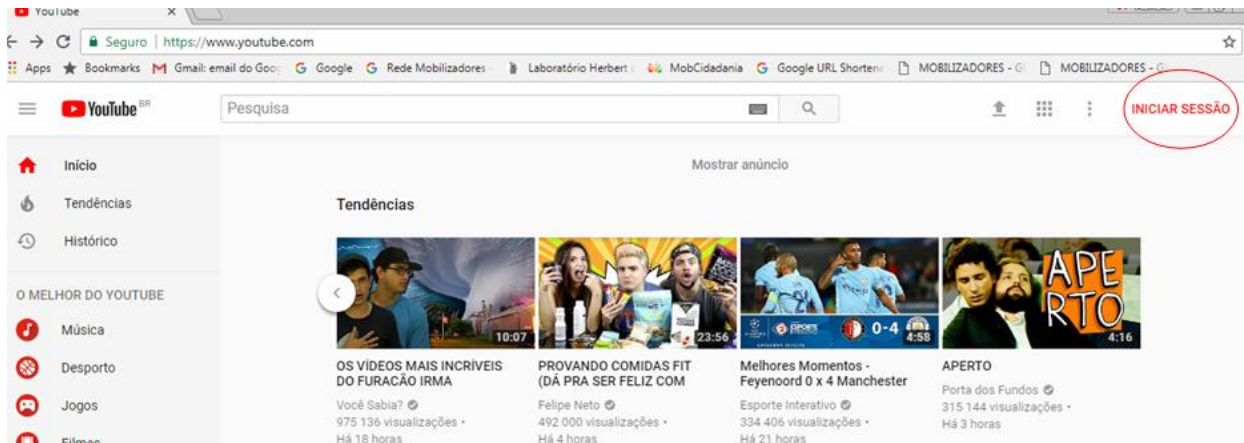 YouTube
Seguro | https://www.youtube.com
Apps Bookmarks Gmail: email do Goog Google Rede Mobilizadores - Laboratório Herbert MobCidadania Google URL Shortene MOBILIZADORES - MOBILIZADORES -
YouTube BR Pesquisa INICIAR SESSÃO
Início
Mostrar anúncio
Tendências
Tendências
Histórico
O MELHOR DO YOUTUBE
Música
Desporto
Jogos
Filmes
10:07
23:56
ESPORTE INTERATIVO 0-4 4:58
APE
RTO
4:16
OS VÍDEOS MAIS INCRÍVEIS
DO FURACÃO IRMA
Você Sabia?
975 136 visualizações •
Há 18 horas
PROVANDO COMIDAS FIT
(DÁ PRA SER FELIZ COM
Felipe Neto
492 000 visualizações •
Há 4 horas
Melhores Momentos -
Feyenoord 0 x 4 Manchester
Esporte Interativo
334 406 visualizações •
Há 21 horas
APERTO
Porta dos Fundos
315 144 visualizações •
Há 3 horas